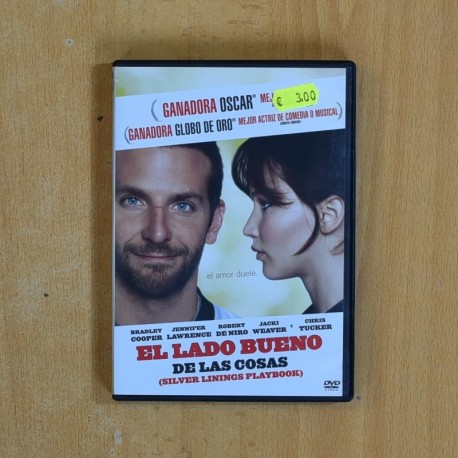 ( GANADORA OSCAR® MEJ
€ 3.00
( GANADORA GLOBO DE ORO® MEJOR ACTRIZ DE COMEDIA O MUSICAL
el amor duele.
BRADLEY COOPER JENNIFER LAWRENCE ROBERT DE NIRO JACKI WEAVER Y CHRIS TUCKER
EL LADO BUENO
DE LAS COSAS
(SILVER LININGS PLAYBOOK)
DVD
VIDEO